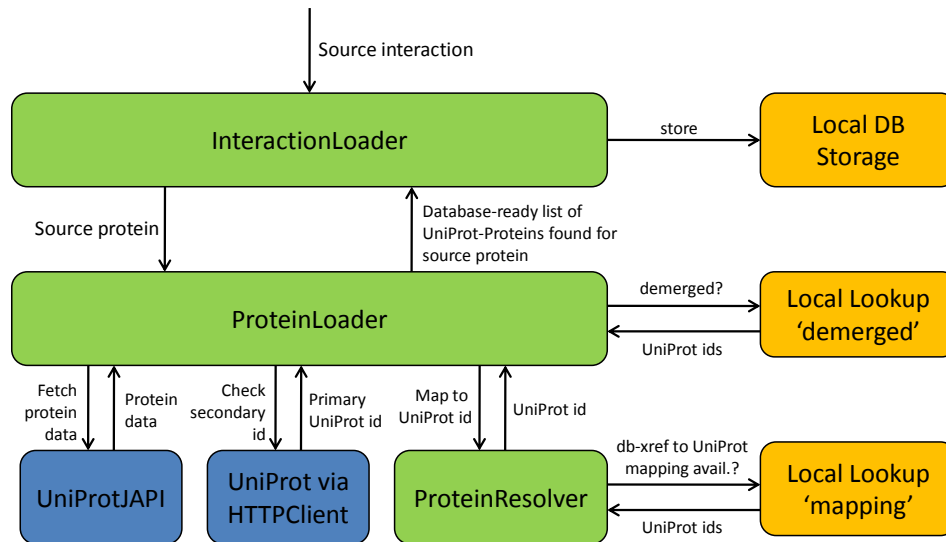 Source interaction
InteractionLoader
store
Local DB
Storage
Source protein
Database-ready list of
UniProt-Proteins found for
source protein
ProteinLoader
demerged?
UniProt ids
Local Lookup
‘demerged’
Fetch
protein
data
Protein
data
Check
secondary
id
Primary
UniProt id
Map to
UniProt id
UniProt id
UniProtJAPI
UniProt via
HTTPClient
ProteinResolver
db-xref to UniProt
mapping avail.?
UniProt ids
Local Lookup
‘mapping’